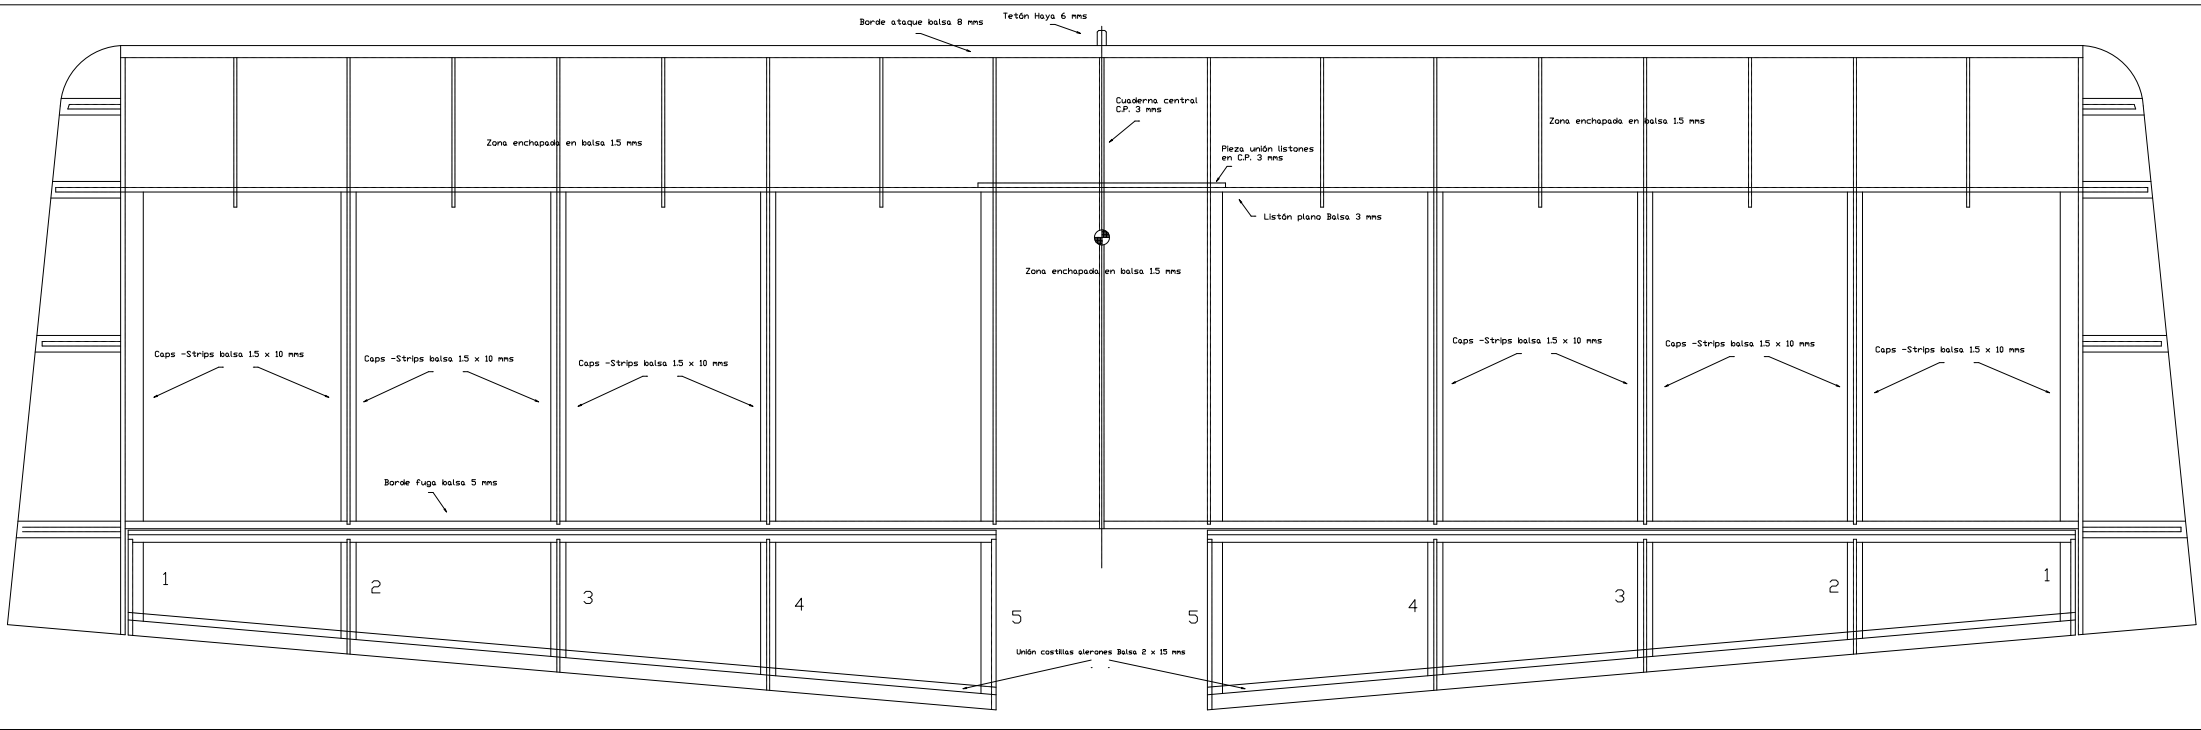 Borde ataque balsa 8 mms
Tetón Haya 6 mms
Cuaderna central
C.P. 3 mms
Zona enchapada en balsa 1.5 mms
Zona enchapada en balsa 1.5 mms
Pieza unión listones
en C.P. 3 mms
Listón plano Balsa 3 mms
Zona enchapada en balsa 1.5 mms
Caps -Strips balsa 1.5 x 10 mms
Caps -Strips balsa 1.5 x 10 mms
Caps -Strips balsa 1.5 x 10 mms
Caps -Strips balsa 1.5 x 10 mms
Caps -Strips balsa 1.5 x 10 mms
Caps -Strips balsa 1.5 x 10 mms
Borde fuga balsa 5 mms
1
2
3
4
5
5
4
3
2
1
Unión costillas alerones Balsa 2 x 15 mms